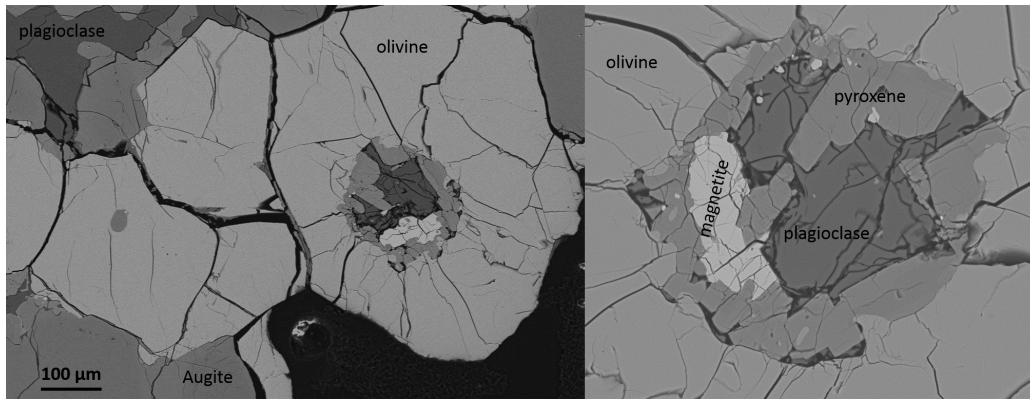 plagioclase
olivine
Augite
100 µm
olivine
pyroxene
magnetite
plagioclase